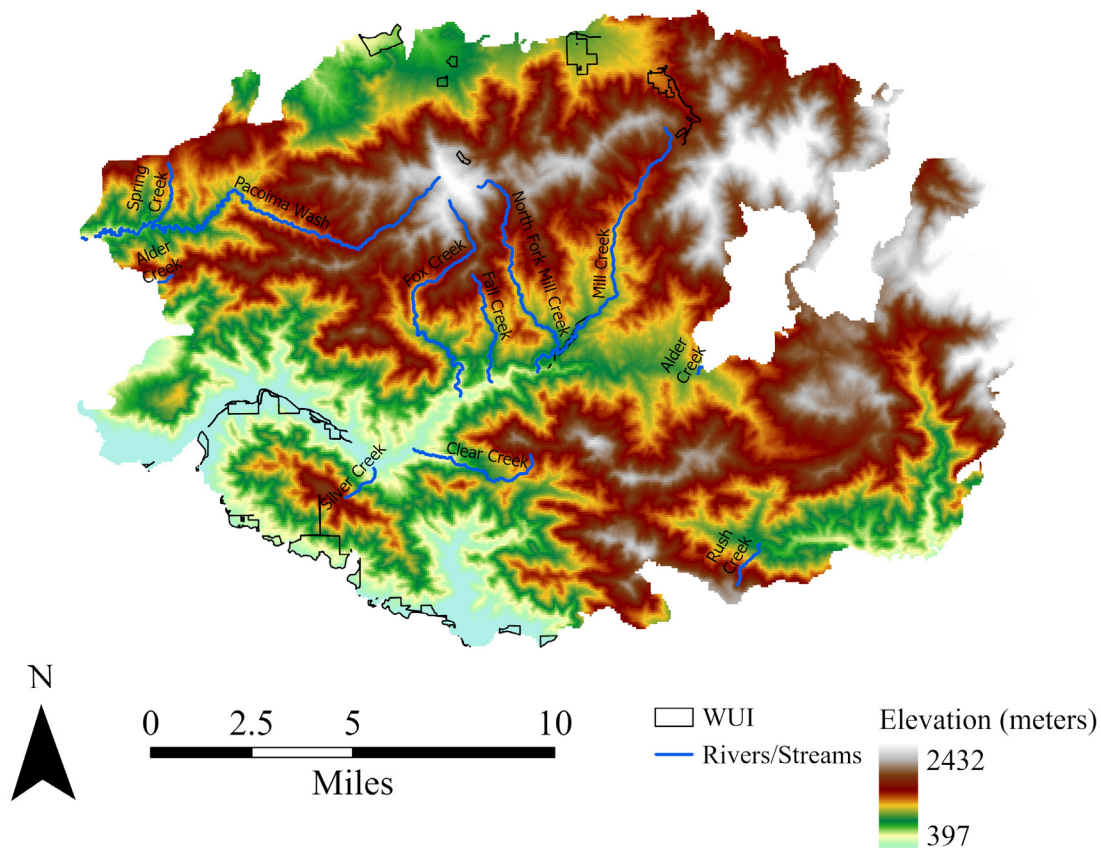 Spring
Creek
Pacoima Wash
Alder
Creek
Fox Creek
Fall Creek
North Fork Mill Creek
Mill Creek
Alder
Creek
Clear Creek
Silver Creek
Rush
Creek
N
0 2.5 5 10
Miles
WUI
Rivers/Streams
Elevation (meters)
2432
397